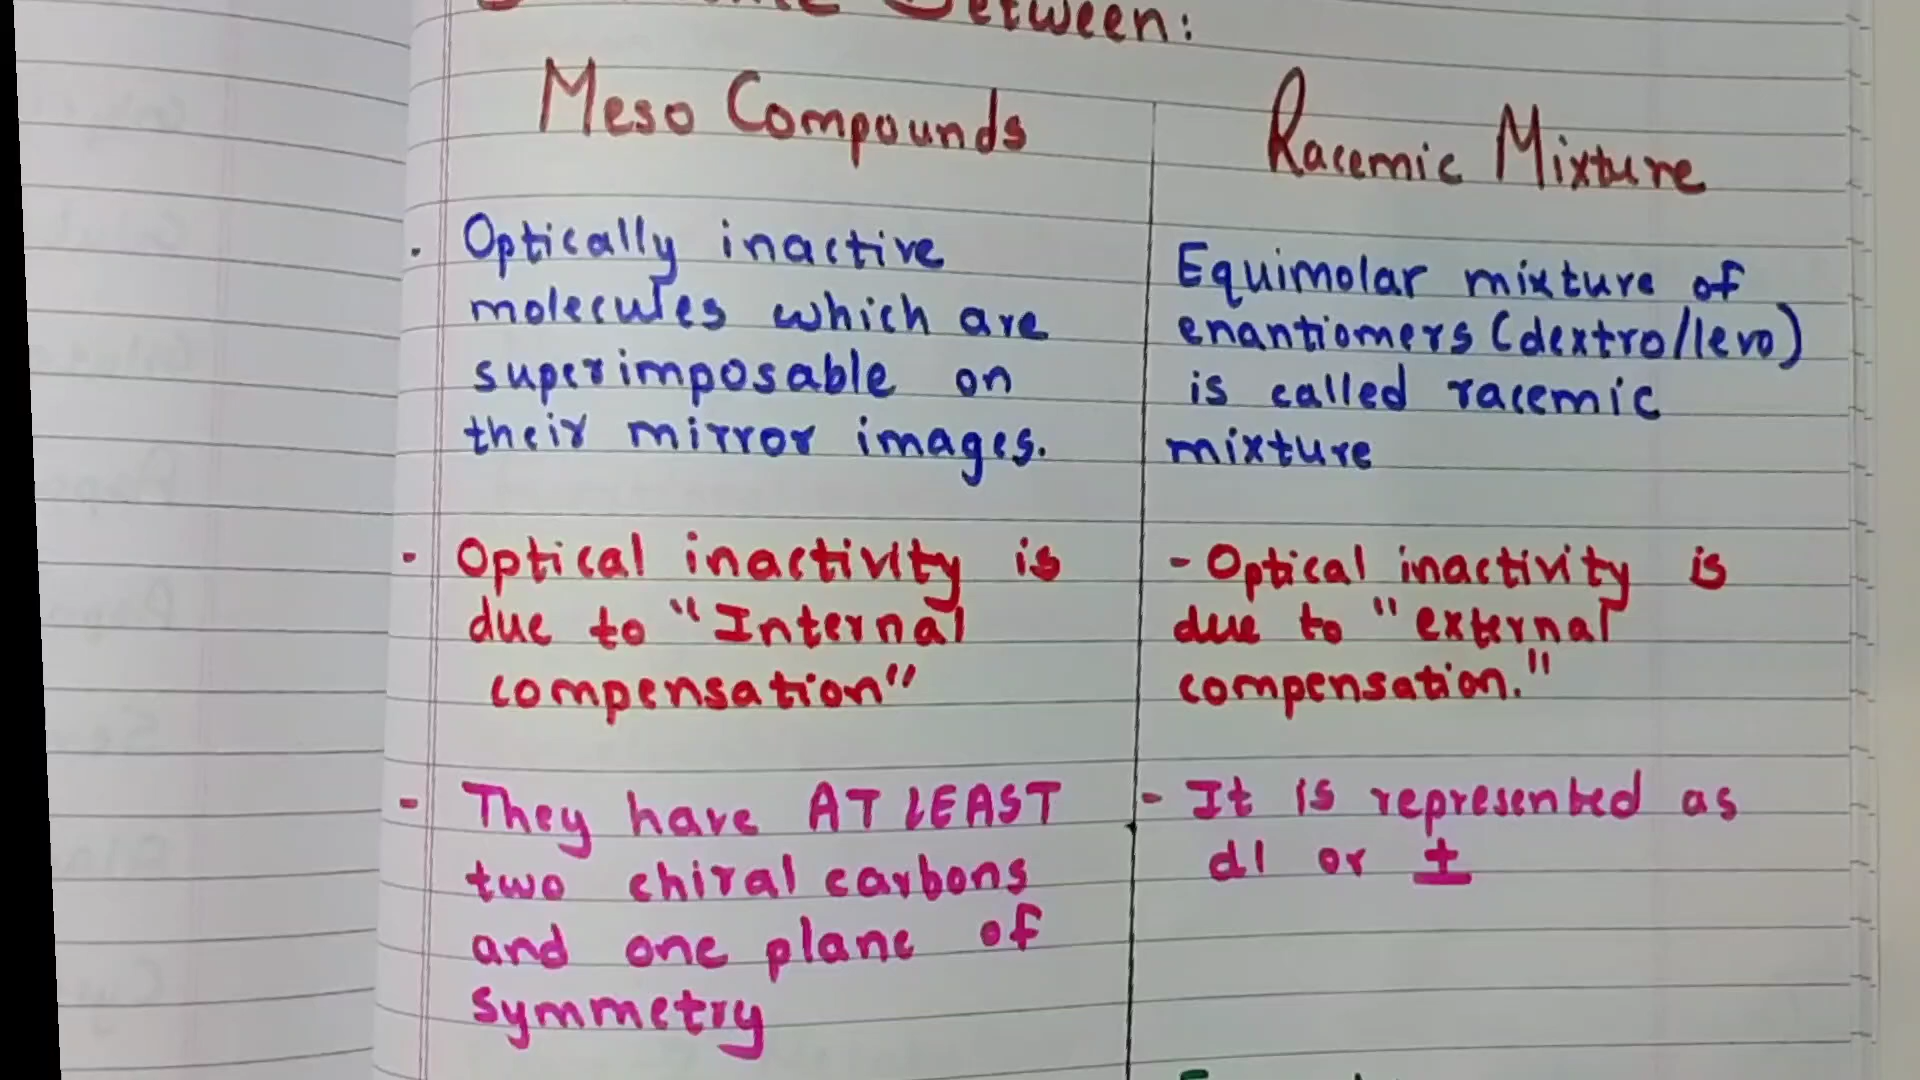 Between:
Meso Compounds
Racemic Mixture
. Optically inactive
molecules which are
superimposable on
their mirror images.
Equimolar mixture of
enantiomers (dextro/levo)
is called racemic
mixture
- Optical inactivity is
due to "Internal
compensation"
- Optical inactivity is
due to "external
compensation."
- They have AT LEAST
two chiral carbons
and one plane of
symmetry
- It is represented as
dl or ±